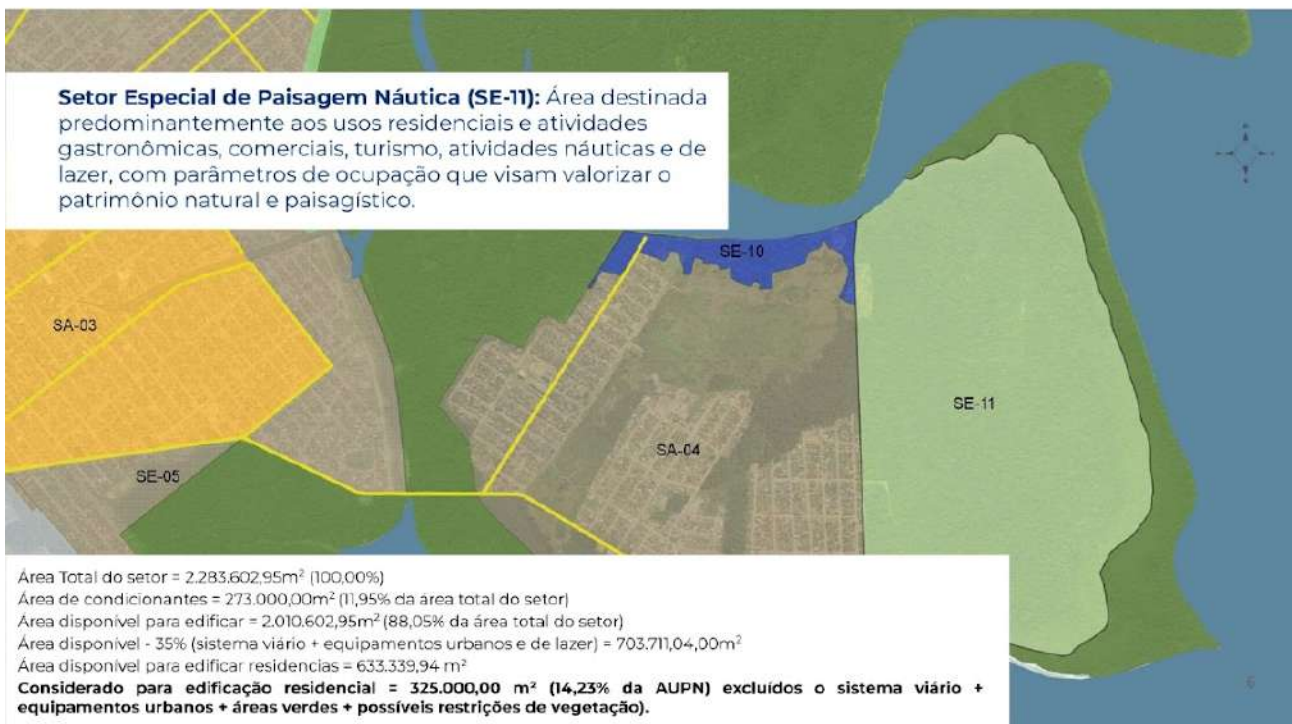 Setor Especial de Paisagem Náutica (SE-11): Área destinada
predominantemente aos usos residenciais e atividades
gastronômicas, comerciais, turismo, atividades náuticas e de
lazer, com parâmetros de ocupação que visam valorizar o
patrimônio natural e paisagístico.
SE-10
SA-03
SE-11
SA-04
SE-05
Área Total do setor = 2.283.602,95m² (100,00%)
Área de condicionantes = 273.000,00m² (11,95% da área total do setor)
Área disponível para edificar = 2.010.602,95m² (88,05% da área total do setor)
Área disponível - 35% (sistema viário + equipamentos urbanos e de lazer) = 703.711,04,00m²
Área disponível para edificar residencias = 633.339,94 m²
Considerado para edificação residencial = 325.000,00 m² (14,23% da AUPN) excluídos o sistema viário +
equipamentos urbanos + áreas verdes + possíveis restrições de vegetação).
6